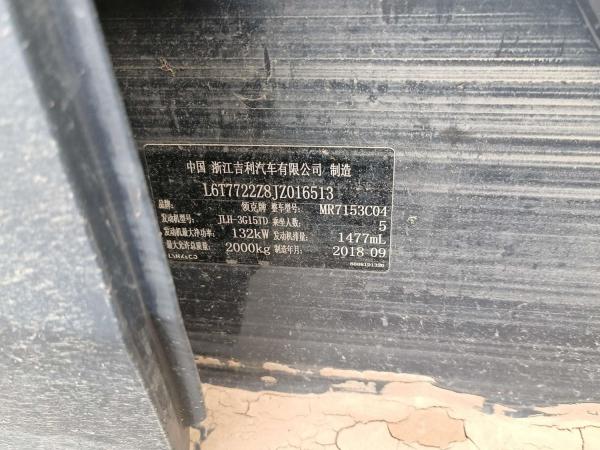 中国 浙江吉利汽车有限公司 制造
L6T7722Z8JZ016513
品牌: 领克牌 整车型号: MR7153C04
发动机型号: JLH-3G15TD 乘坐人数: 5
发动机最大净功率: 132kW 发动机排量: 1477mL
最大允许总质量: 2000kg 制造年月: 2018 09